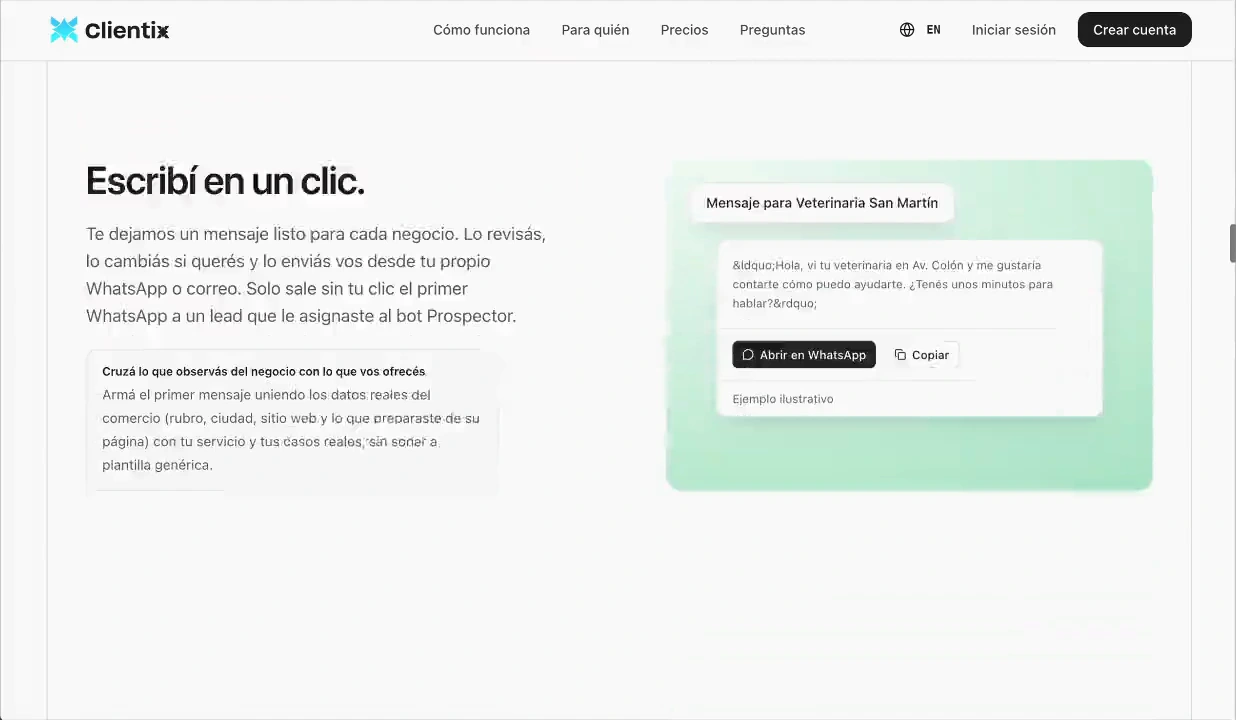 Clientix
Cómo funciona
Para quién
Precios
Preguntas
EN
Iniciar sesión
Crear cuenta
Escribí en un clic.
Te dejamos un mensaje listo para cada negocio. Lo revisás,
lo cambiás si querés y lo enviás vos desde tu propio
WhatsApp o correo. Solo sale sin tu clic el primer
WhatsApp a un lead que le asignaste al bot Prospector.
Cruzá lo que observás del negocio con lo que vos ofrecés
Armá el primer mensaje uniendo los datos reales del
comercio (rubro, ciudad, sitio web y lo que preparaste de su
página) con tu servicio y tus casos reales, sin sonar a
plantilla genérica.
Mensaje para Veterinaria San Martín
&ldquo;Hola, vi tu veterinaria en Av. Colón y me gustaría
contarte cómo puedo ayudarte. ¿Tenés unos minutos para
hablar?&rdquo;
Abrir en WhatsApp
Copiar
Ejemplo ilustrativo